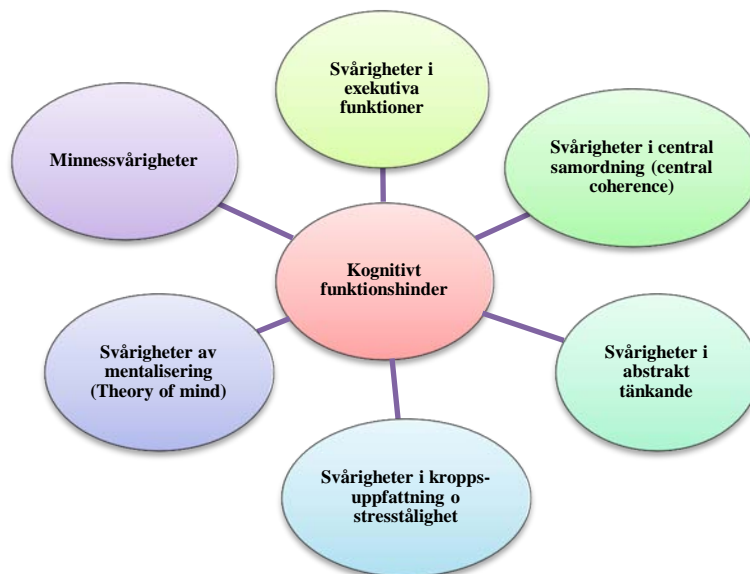 Svårigheter i
exekutiva
funktioner
Minnessvårigheter
Svårigheter i central
samordning (central
coherence)
Kognitivt
funktionshinder
Svårigheter av
mentalisering
(Theory of mind)
Svårigheter i
abstrakt
tänkande
Svårigheter i kropps-
uppfattning o
stresstålighet